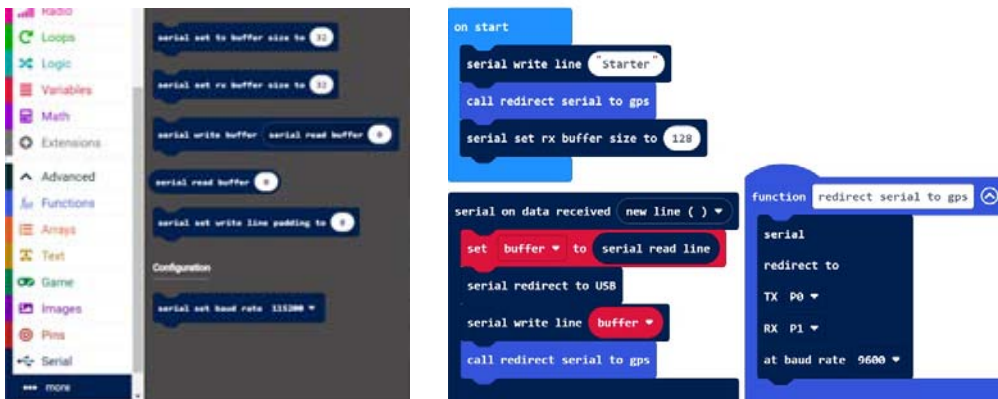 Radio
Loops
Logic
Variables
Math
Extensions
Advanced
Functions
Arrays
Text
Game
Images
Pins
Serial
more
serial set tx buffer size to 32
serial set rx buffer size to 32
serial write buffer serial read buffer 0
serial read buffer 0
serial set write line padding to 0
Configuration
serial set baud rate 115200
on start
serial write line "Starter"
call redirect serial to gps
serial set rx buffer size to 128
serial on data received new line ( )
set buffer to serial read line
serial redirect to USB
serial write line buffer
call redirect serial to gps
function redirect serial to gps
serial
redirect to
TX P0
RX P1
at baud rate 9600